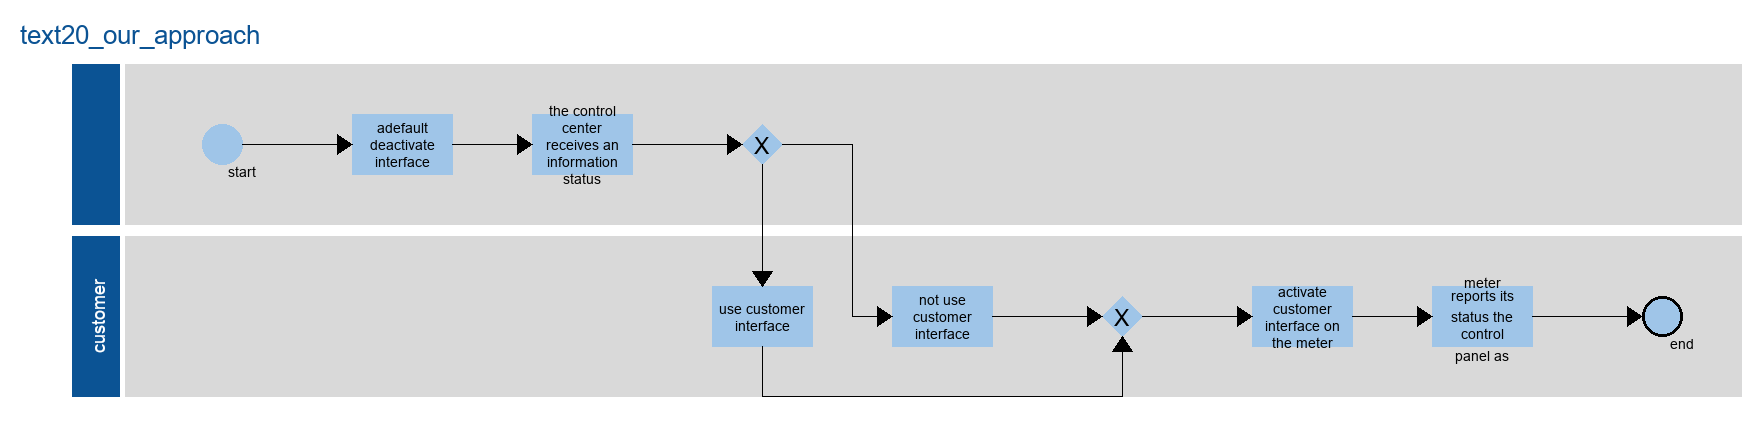 text20_our_approach
start
adefault
deactivate
interface
the control
center
receives an
information
status
X
customer
use customer
interface
not use
customer
interface
X
activate
customer
interface on
the meter
meter
reports its
status the
control
panel as
end